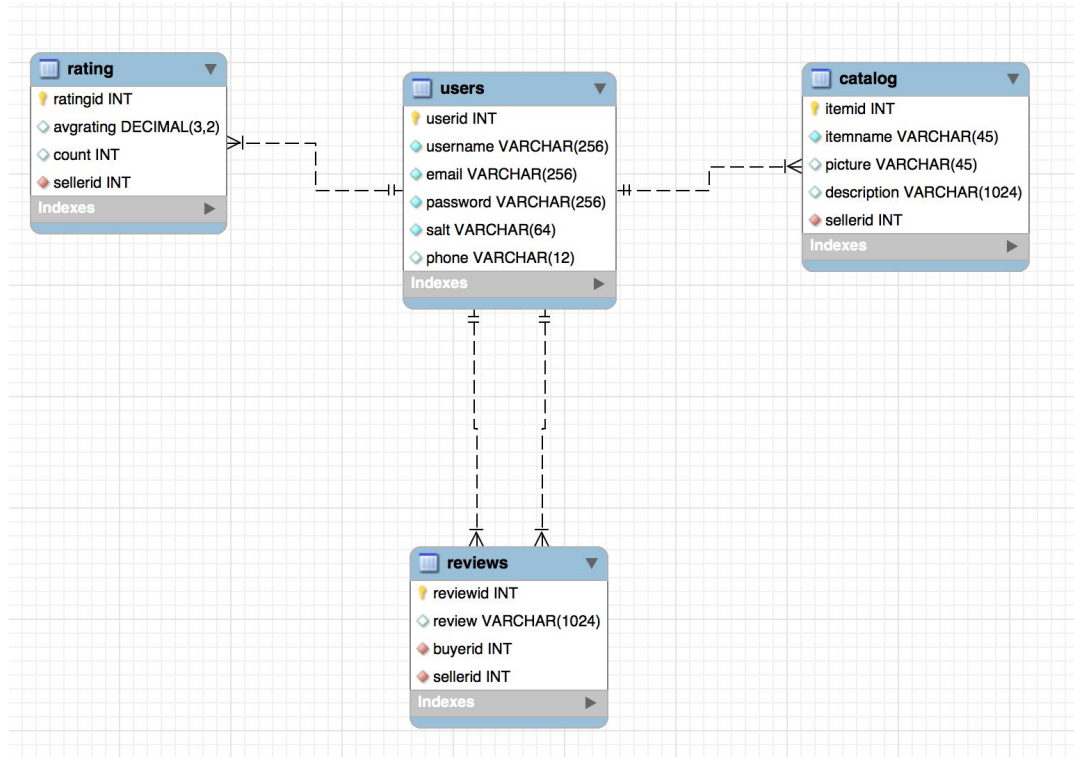 rating
ratingid INT
avgrating DECIMAL(3,2)
count INT
sellerid INT
Indexes
users
userid INT
username VARCHAR(256)
email VARCHAR(256)
password VARCHAR(256)
salt VARCHAR(64)
phone VARCHAR(12)
Indexes
catalog
itemid INT
itemname VARCHAR(45)
picture VARCHAR(45)
description VARCHAR(1024)
sellerid INT
Indexes
reviews
reviewid INT
review VARCHAR(1024)
buyerid INT
sellerid INT
Indexes